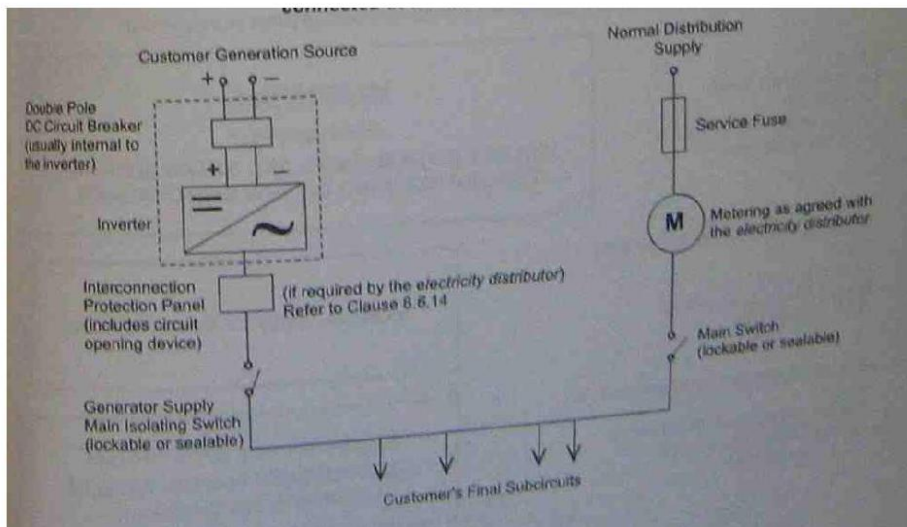 Customer Generation Source
+ −
Double Pole
DC Circuit Breaker
(usually internal to
the inverter)
+ −
Inverter
Interconnection
Protection Panel
(includes circuit
opening device)
(if required by the electricity distributor)
Refer to Clause 6.6.14
Generator Supply
Main Isolating Switch
(lockable or sealable)
Normal Distribution
Supply
Service Fuse
M
Metering as agreed with
the electricity distributor
Main Switch
(lockable or sealable)
Customer's Final Subcircuits